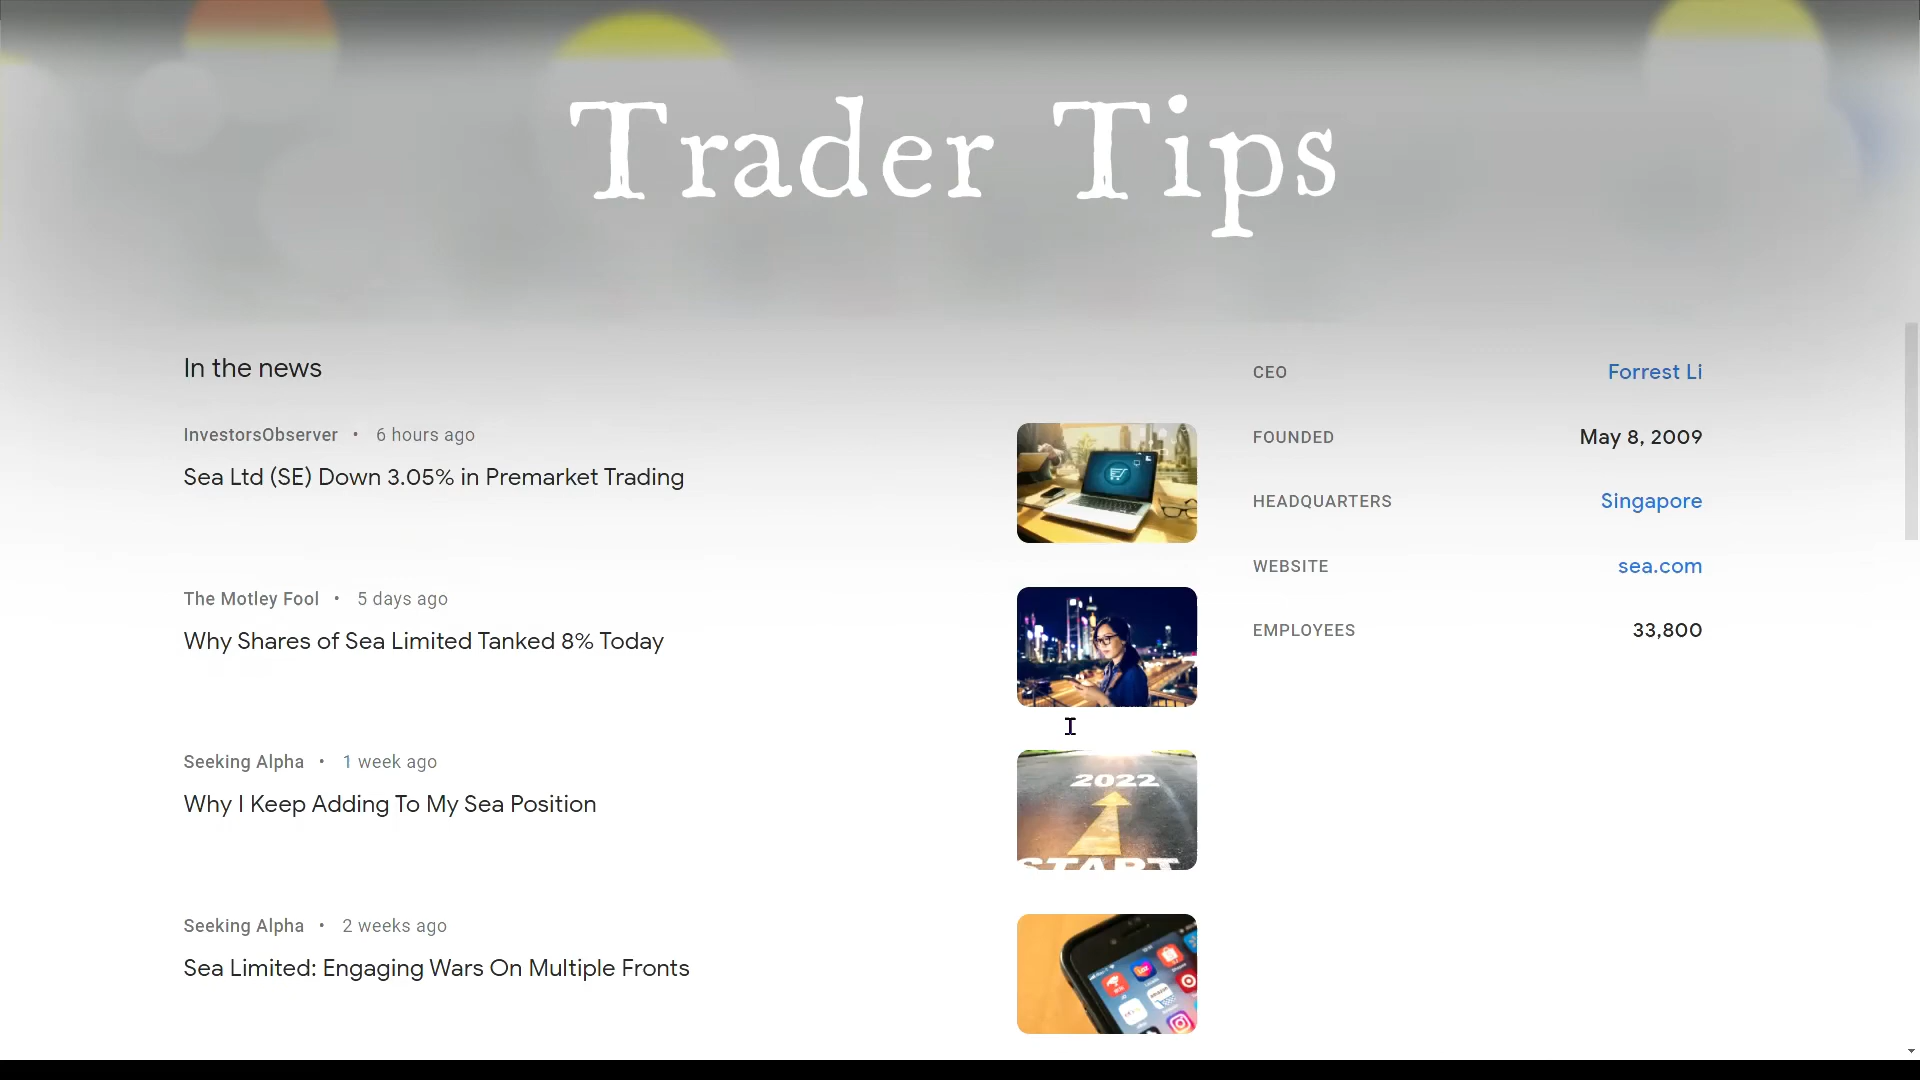 Trader Tips
In the news
InvestorsObserver • 6 hours ago
Sea Ltd (SE) Down 3.05% in Premarket Trading
The Motley Fool • 5 days ago
Why Shares of Sea Limited Tanked 8% Today
Seeking Alpha • 1 week ago
Why I Keep Adding To My Sea Position
2022
START
Seeking Alpha • 2 weeks ago
Sea Limited: Engaging Wars On Multiple Fronts
CEO Forrest Li
FOUNDED May 8, 2009
HEADQUARTERS Singapore
WEBSITE sea.com
EMPLOYEES 33,800